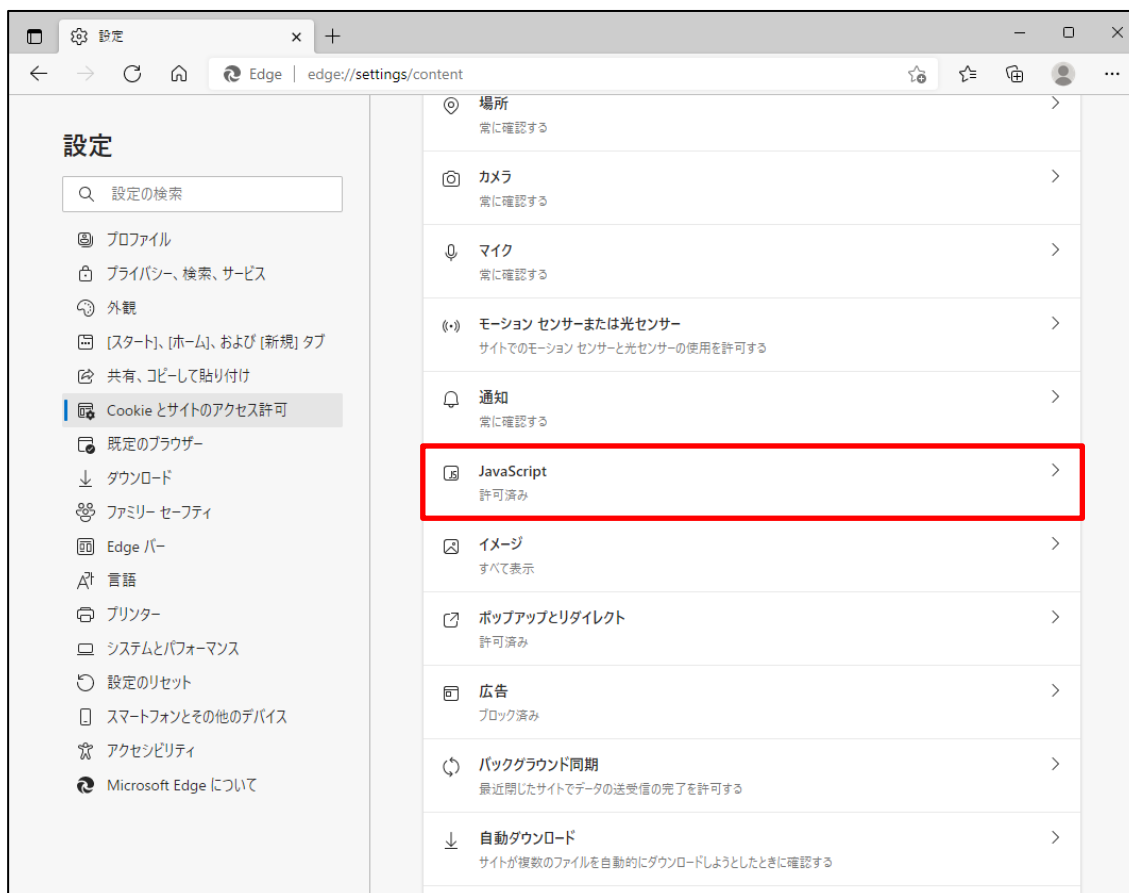 設定
Edge | edge://settings/content
設定
設定の検索
プロファイル
プライバシー、検索、サービス
外観
[スタート]、[ホーム]、および [新規] タブ
共有、コピーして貼り付け
Cookie とサイトのアクセス許可
既定のブラウザー
ダウンロード
ファミリー セーフティ
Edge バー
言語
プリンター
システムとパフォーマンス
設定のリセット
スマートフォンとその他のデバイス
アクセシビリティ
Microsoft Edge について
場所
常に確認する
カメラ
常に確認する
マイク
常に確認する
モーション センサーまたは光センサー
サイトでのモーション センサーと光センサーの使用を許可する
通知
常に確認する
JavaScript
許可済み
イメージ
すべて表示
ポップアップとリダイレクト
許可済み
広告
ブロック済み
バックグラウンド同期
最近閉じたサイトでデータの送受信の完了を許可する
自動ダウンロード
サイトが複数のファイルを自動的にダウンロードしようとしたときに確認する